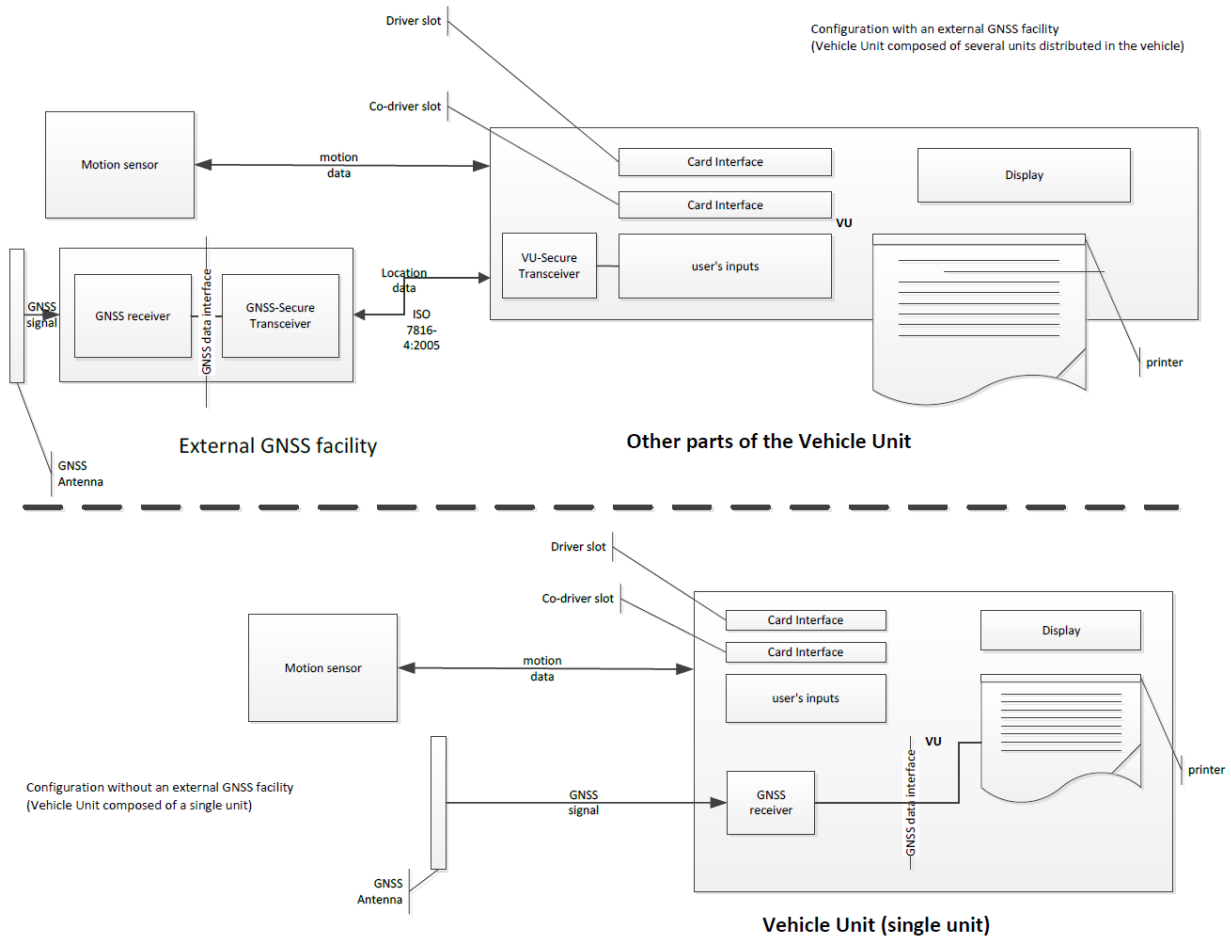 Driver slot
Configuration with an external GNSS facility
(Vehicle Unit composed of several units distributed in the vehicle)
Co-driver slot
Motion sensor
motion
data
Card Interface
Display
Card Interface
VU
VU-Secure
Transceiver
user's inputs
GNSS
signal
GNSS receiver
GNSS data interface
GNSS-Secure
Transceiver
Location
data
ISO
7816-
4:2005
printer
External GNSS facility
Other parts of the Vehicle Unit
GNSS
Antenna
Driver slot
Co-driver slot
Card Interface
Display
Card Interface
Motion sensor
motion
data
user's inputs
VU
printer
Configuration without an external GNSS facility
(Vehicle Unit composed of a single unit)
GNSS
signal
GNSS
receiver
GNSS data interface
GNSS
Antenna
Vehicle Unit (single unit)